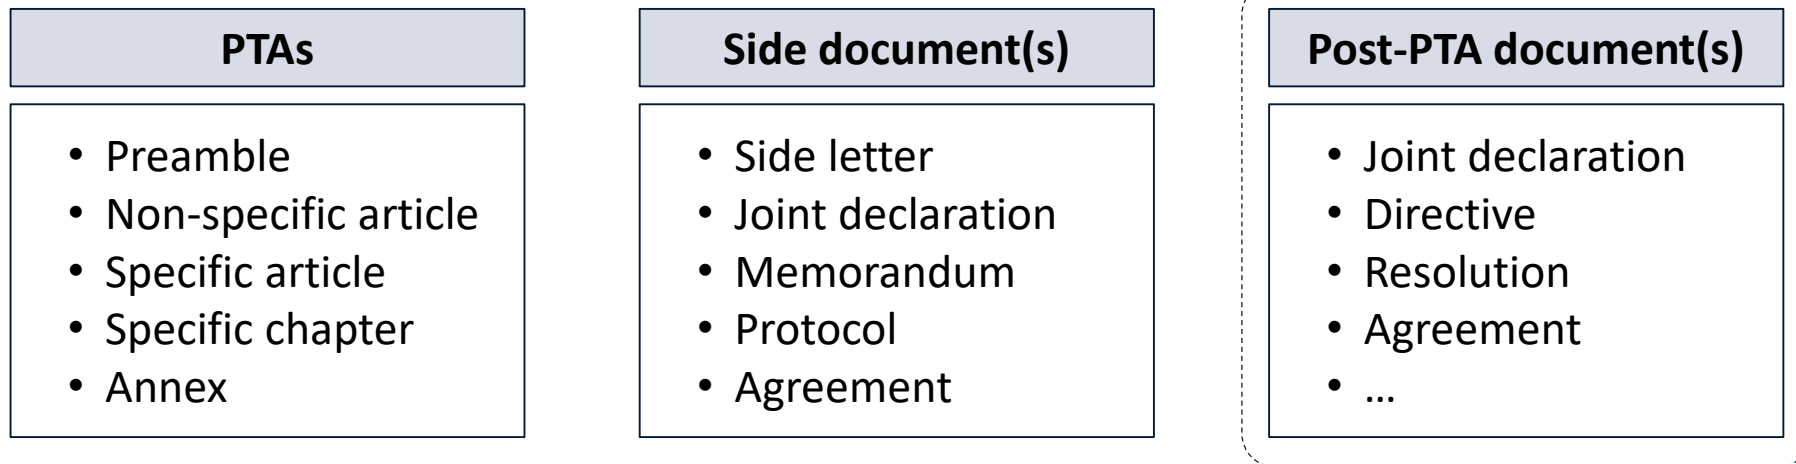 PTAs
• Preamble
• Non-specific article
• Specific article
• Specific chapter
• Annex
Side document(s)
• Side letter
• Joint declaration
• Memorandum
• Protocol
• Agreement
Post-PTA document(s)
• Joint declaration
• Directive
• Resolution
• Agreement
• ...